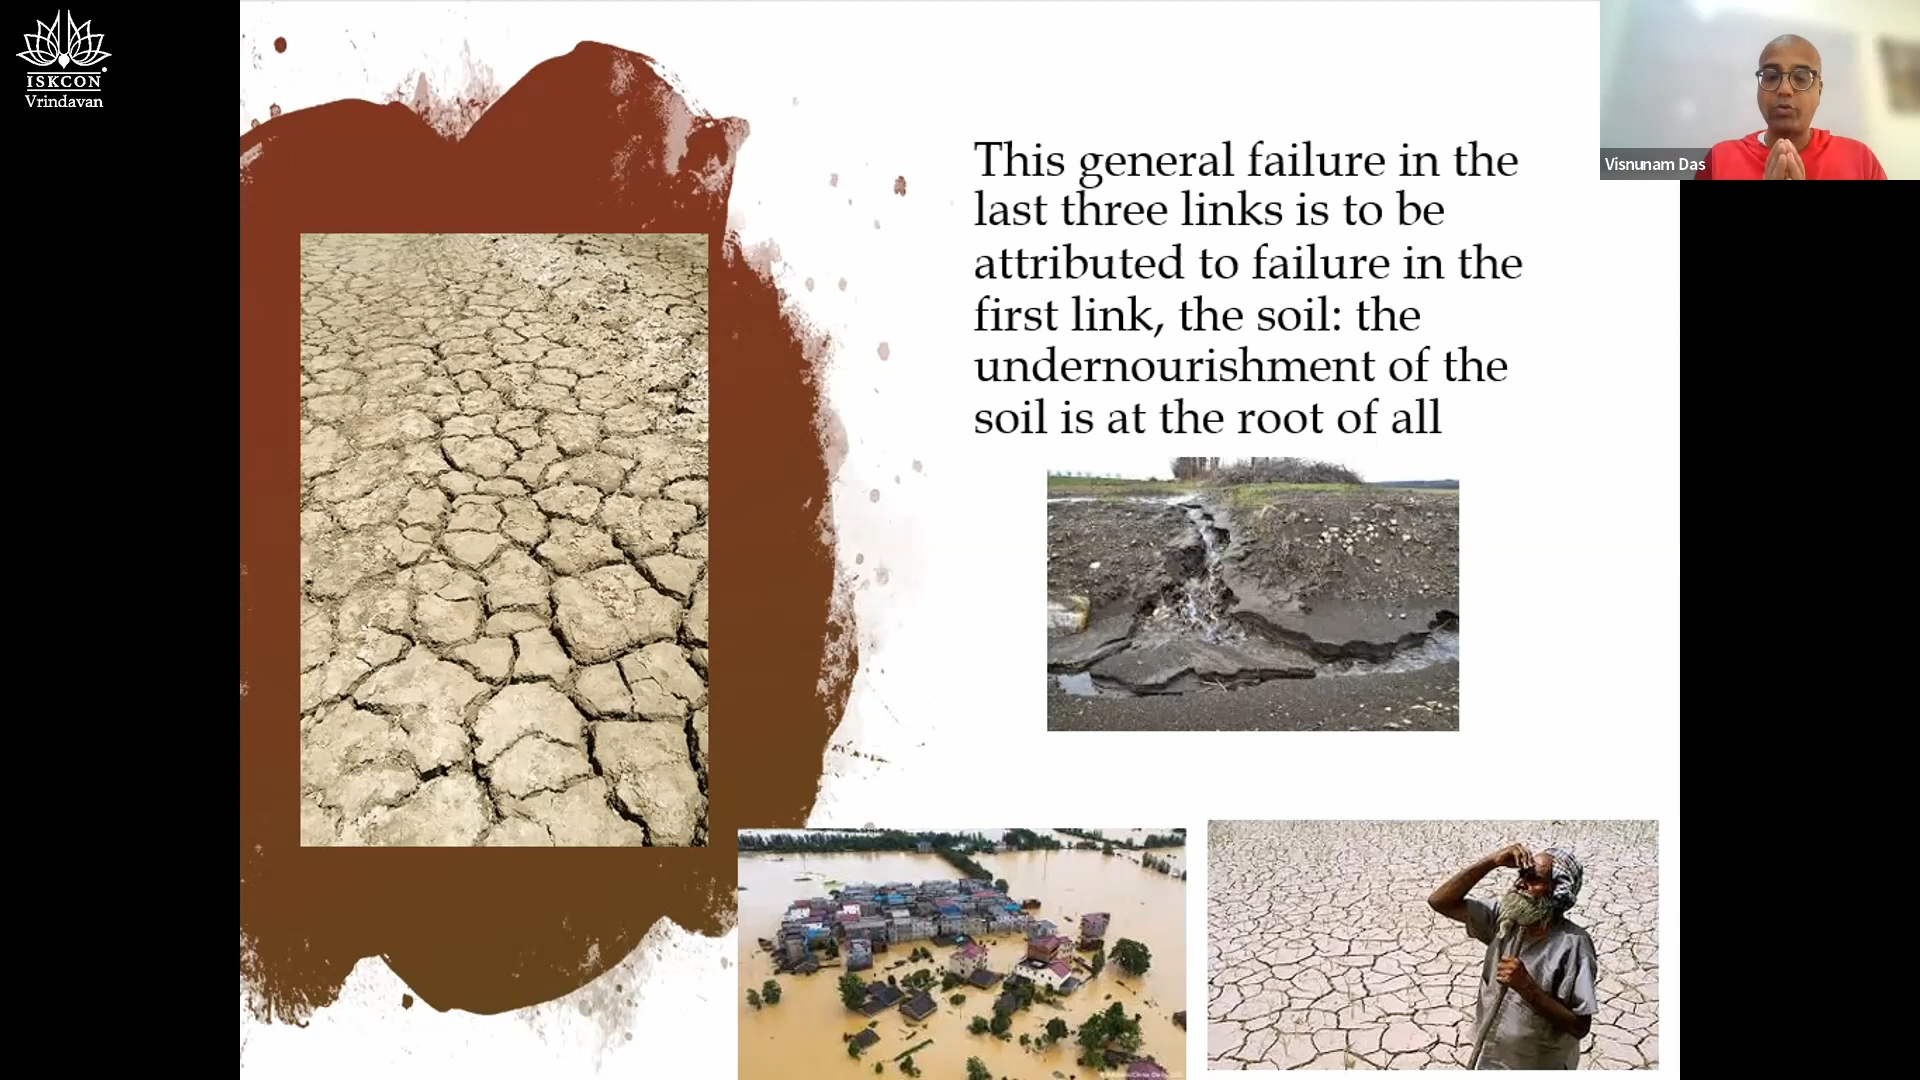 ISKCON
Vrindavan
This general failure in the
last three links is to be
attributed to failure in the
first link, the soil: the
undernourishment of the
soil is at the root of all
Visnunam Das